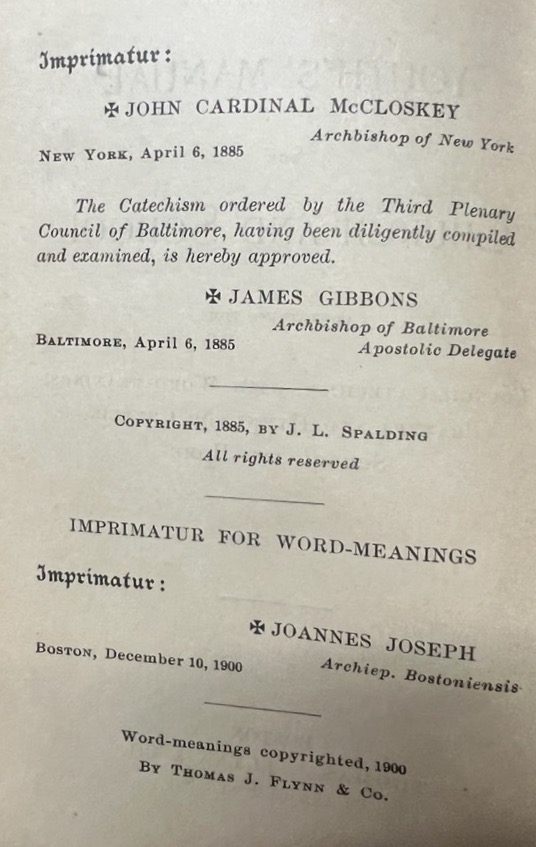 Imprimatur:
✠ JOHN CARDINAL McCLOSKEY
Archbishop of New York
NEW YORK, April 6, 1885
The Catechism ordered by the Third Plenary
Council of Baltimore, having been diligently compiled
and examined, is hereby approved.
✠ JAMES GIBBONS
Archbishop of Baltimore
BALTIMORE, April 6, 1885
Apostolic Delegate
COPYRIGHT, 1885, BY J. L. SPALDING
All rights reserved
IMPRIMATUR FOR WORD-MEANINGS
Imprimatur:
✠ JOANNES JOSEPH
Archiep. Bostoniensis
BOSTON, December 10, 1900
Word-meanings copyrighted, 1900
BY THOMAS J. FLYNN & CO.